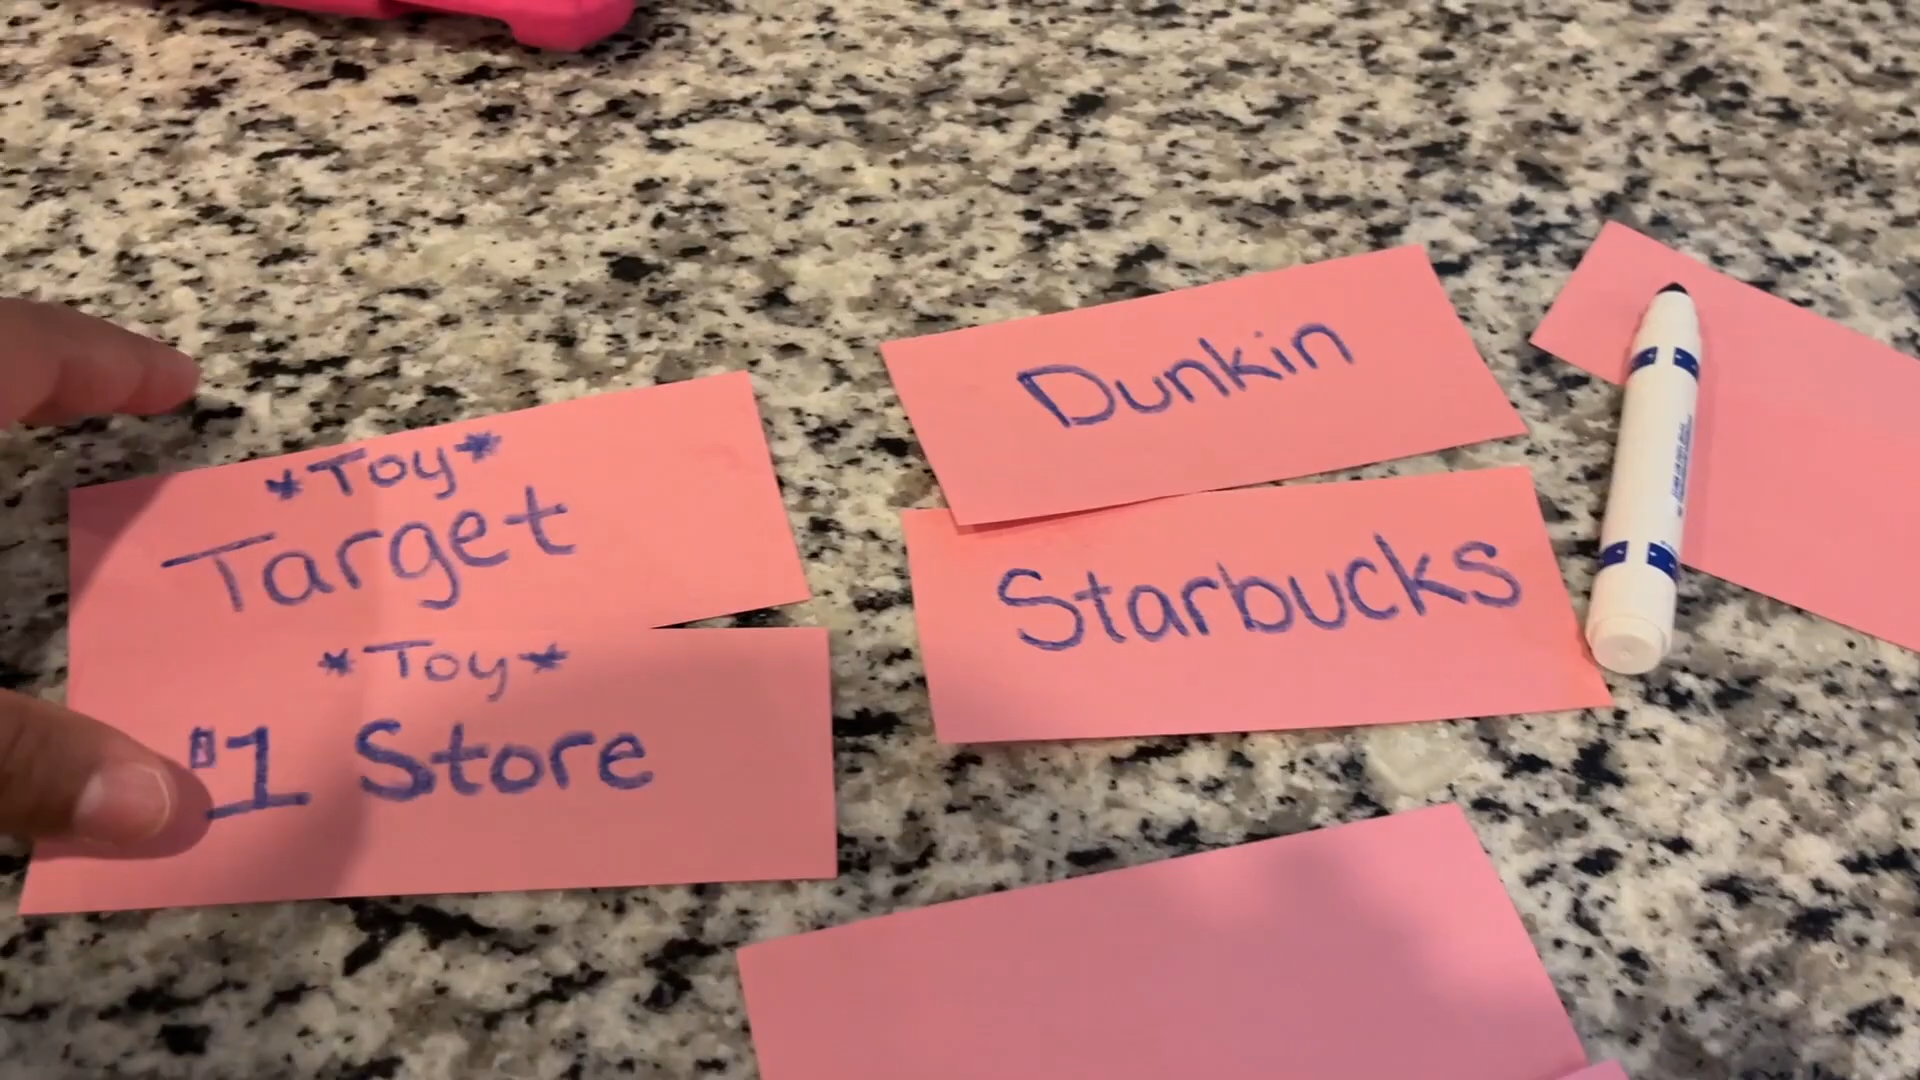 *Toy*
Target
*Toy*
$1 Store
Dunkin
Starbucks